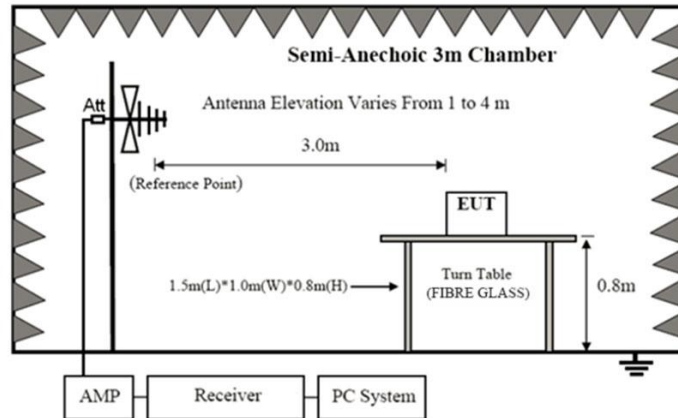 Semi-Anechoic 3m Chamber
Att
Antenna Elevation Varies From 1 to 4 m
3.0m
(Reference Point)
EUT
1.5m(L)*1.0m(W)*0.8m(H)
Turn Table
(FIBRE GLASS)
0.8m
AMP
Receiver
PC System